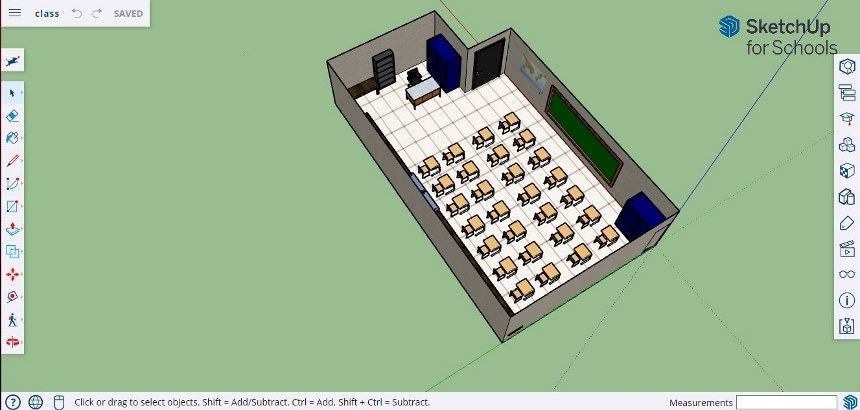 class
SAVED
SketchUp
for Schools
Click or drag to select objects. Shift = Add/Subtract. Ctrl = Add. Shift + Ctrl = Subtract.
Measurements